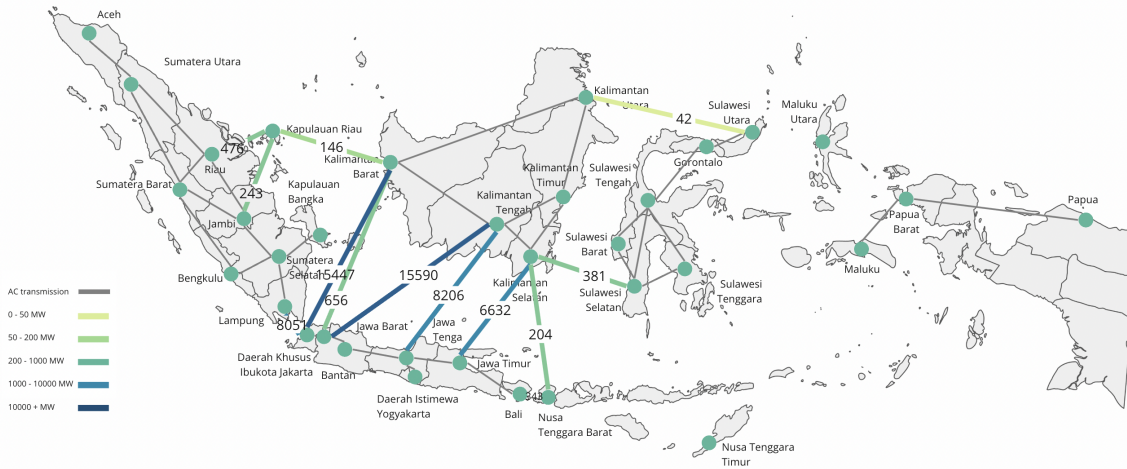 Aceh
Sumatera Utara
Kapulauan Riau
476
146
Riau
Kalimantan
Barat
Kalimantan
Utara
42
Sulawesi
Utara
Maluku
Utara
Gorontalo
Sumatera Barat
243
Kapulauan
Bangka
Jambi
Kalimantan
Timur
Sulawesi
Tengah
Kalimantan
Tengah
Papua
Papua
Barat
Maluku
Sulawesi
Barat
Sumatera
Selatan
Bengkulu
15447
656
15590
8206
6632
381
204
Kalimantan
Selatan
Sulawesi
Selatan
Sulawesi
Tenggara
Lampung
8051
Jawa Barat
Jawa
Tenga
Jawa Timur
Daerah Khusus
Ibukota Jakarta
Bantan
Daerah Istimewa
Yogyakarta
Bali
Nusa
Tenggara Barat
Nusa Tenggara
Timur
AC transmission
0 - 50 MW
50 - 200 MW
200 - 1000 MW
1000 - 10000 MW
10000 + MW